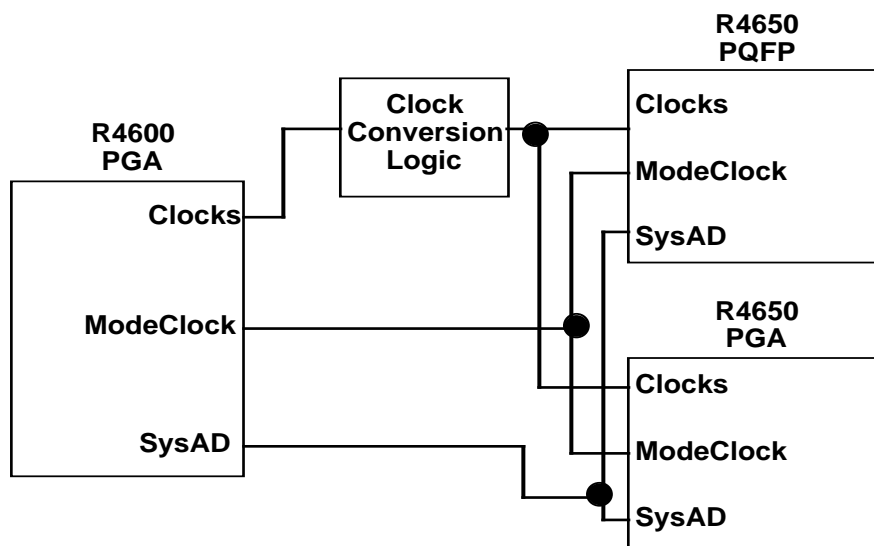 R4600
PGA
Clocks
ModeClock
SysAD
Clock
Conversion
Logic
R4650
PQFP
Clocks
ModeClock
SysAD
R4650
PGA
Clocks
ModeClock
SysAD